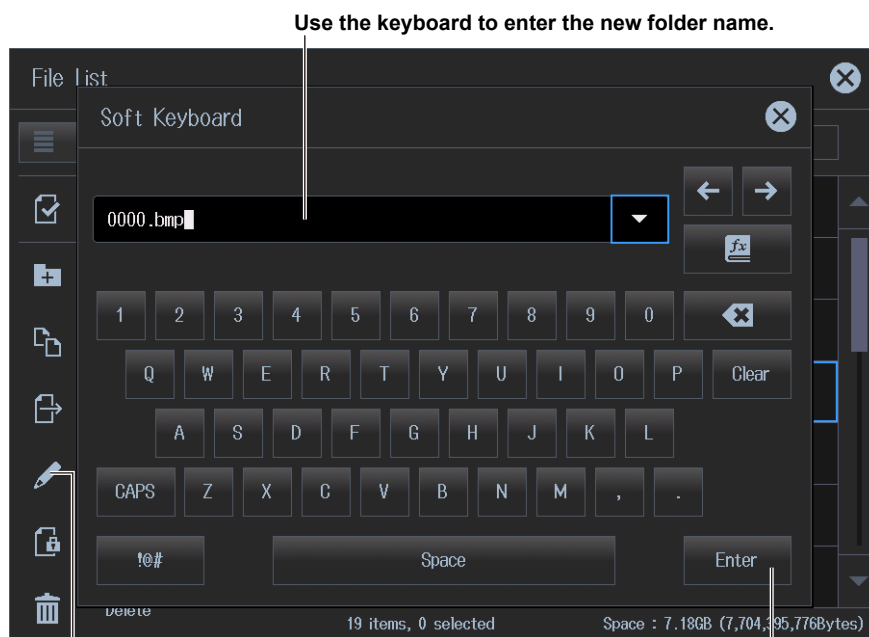 Use the keyboard to enter the new folder name.
File List
Soft Keyboard
0000.bmp
fx
1 2 3 4 5 6 7 8 9 0
Q W E R T Y U I O P Clear
A S D F G H J K L
CAPS Z X C V B N M , .
!@# Space Enter
Delete
19 items, 0 selected Space : 7.18GB (7,704,395,776Bytes)